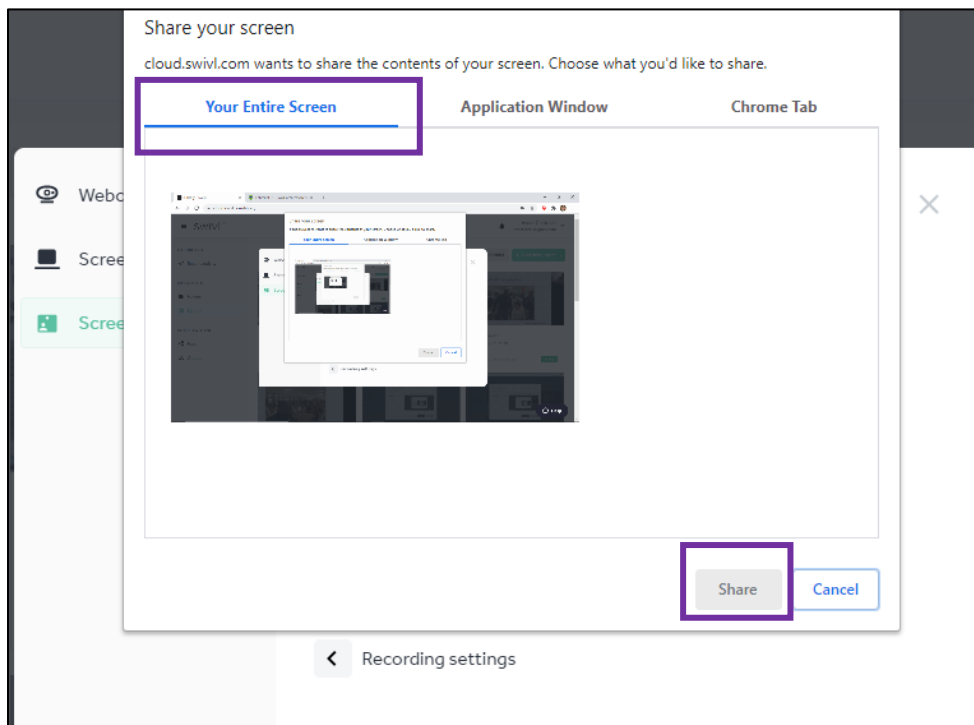 Share your screen
cloud.swivl.com wants to share the contents of your screen. Choose what you'd like to share.
Your Entire Screen
Application Window
Chrome Tab
Webc
Scree
Scree
Swivl
Share
Cancel
Recording settings